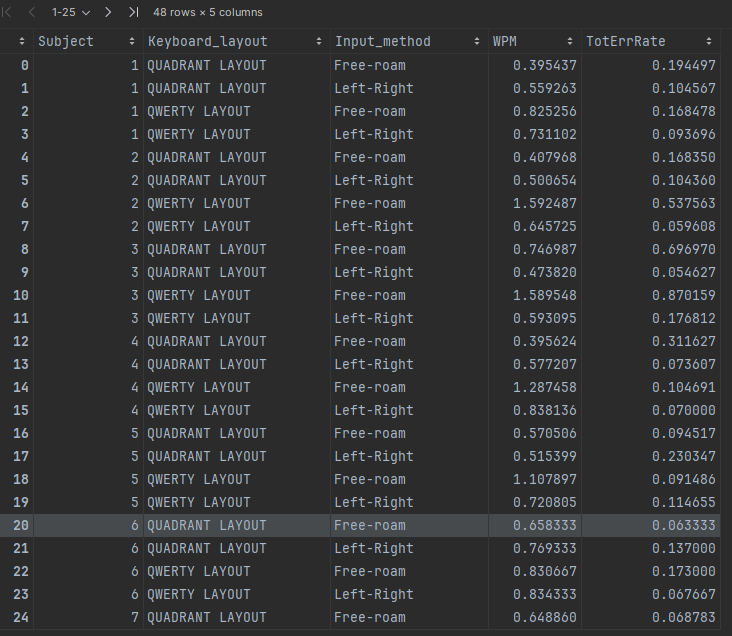 1-25 48 rows × 5 columns
Subject Keyboard_layout Input_method WPM TotErrRate
0 1 QUADRANT LAYOUT Free-roam 0.395437 0.194497
1 1 QUADRANT LAYOUT Left-Right 0.559263 0.104567
2 1 QWERTY LAYOUT Free-roam 0.825256 0.168478
3 1 QWERTY LAYOUT Left-Right 0.731102 0.093696
4 2 QUADRANT LAYOUT Free-roam 0.407968 0.168350
5 2 QUADRANT LAYOUT Left-Right 0.500654 0.104360
6 2 QWERTY LAYOUT Free-roam 1.592487 0.537563
7 2 QWERTY LAYOUT Left-Right 0.645725 0.059608
8 3 QUADRANT LAYOUT Free-roam 0.746987 0.696970
9 3 QUADRANT LAYOUT Left-Right 0.473820 0.054627
10 3 QWERTY LAYOUT Free-roam 1.589548 0.870159
11 3 QWERTY LAYOUT Left-Right 0.593095 0.176812
12 4 QUADRANT LAYOUT Free-roam 0.395624 0.311627
13 4 QUADRANT LAYOUT Left-Right 0.577207 0.073607
14 4 QWERTY LAYOUT Free-roam 1.287458 0.104691
15 4 QWERTY LAYOUT Left-Right 0.838136 0.070000
16 5 QUADRANT LAYOUT Free-roam 0.570506 0.094517
17 5 QUADRANT LAYOUT Left-Right 0.515399 0.230347
18 5 QWERTY LAYOUT Free-roam 1.107897 0.091486
19 5 QWERTY LAYOUT Left-Right 0.720805 0.114655
20 6 QUADRANT LAYOUT Free-roam 0.658333 0.063333
21 6 QUADRANT LAYOUT Left-Right 0.769333 0.137000
22 6 QWERTY LAYOUT Free-roam 0.830667 0.173000
23 6 QWERTY LAYOUT Left-Right 0.834333 0.067667
24 7 QUADRANT LAYOUT Free-roam 0.648860 0.068783